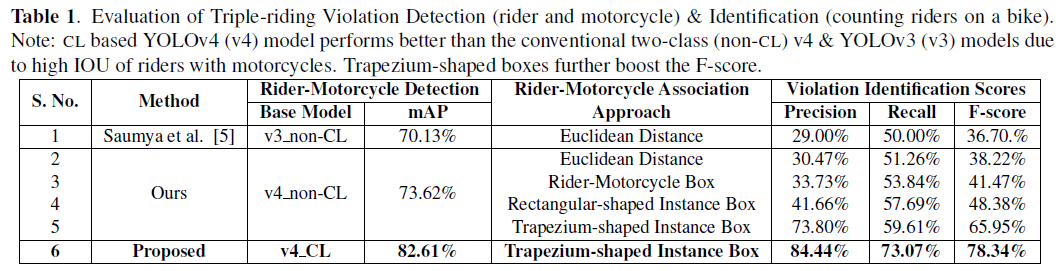 Table 1. Evaluation of Triple-riding Violation Detection (rider and motorcycle) & Identification (counting riders on a bike).
Note: CL based YOLOv4 (v4) model performs better than the conventional two-class (non-CL) v4 & YOLOv3 (v3) models due
to high IOU of riders with motorcycles. Trapezium-shaped boxes further boost the F-score.
S. No. Method Rider-Motorcycle Detection Rider-Motorcycle Association Violation Identification Scores
Base Model mAP Approach Precision Recall F-score
1 Saumya et al. [5] v3_non-CL 70.13% Euclidean Distance 29.00% 50.00% 36.70.%
2 Euclidean Distance 30.47% 51.26% 38.22%
3 Rider-Motorcycle Box 33.73% 53.84% 41.47%
Ours v4_non-CL 73.62%
4 Rectangular-shaped Instance Box 41.66% 57.69% 48.38%
5 Trapezium-shaped Instance Box 73.80% 59.61% 65.95%
6 Proposed v4_CL 82.61% Trapezium-shaped Instance Box 84.44% 73.07% 78.34%